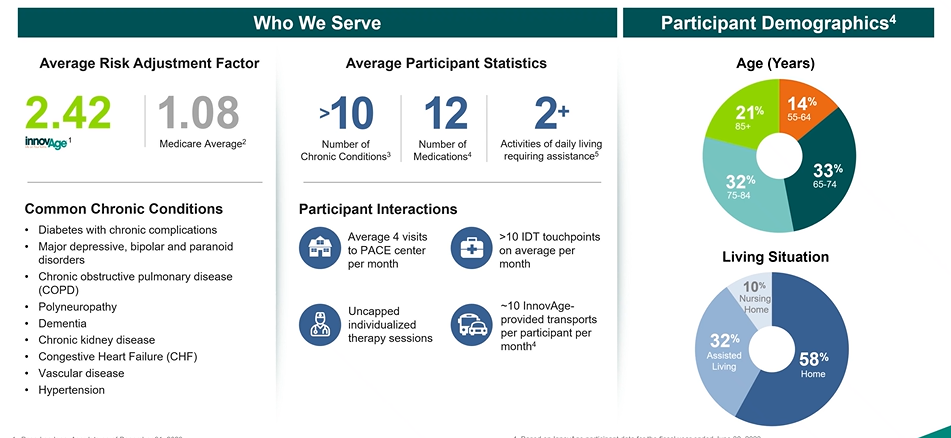 Who We Serve
Average Risk Adjustment Factor
2.42
innovAge1
1.08
Medicare Average2
Common Chronic Conditions
• Diabetes with chronic complications
• Major depressive, bipolar and paranoid
disorders
• Chronic obstructive pulmonary disease
(COPD)
• Polyneuropathy
• Dementia
• Chronic kidney disease
• Congestive Heart Failure (CHF)
• Vascular disease
• Hypertension
Average Participant Statistics
>10
Number of
Chronic Conditions3
12
Number of
Medications4
2+
Activities of daily living
requiring assistance5
Participant Interactions
Average 4 visits
to PACE center
per month
>10 IDT touchpoints
on average per
month
Uncapped
individualized
therapy sessions
~10 InnovAge-
provided transports
per participant per
month4
Participant Demographics4
Age (Years)
14%
55-64
33%
65-74
32%
75-84
21%
85+
Living Situation
10%
Nursing
Home
32%
Assisted
Living
58%
Home